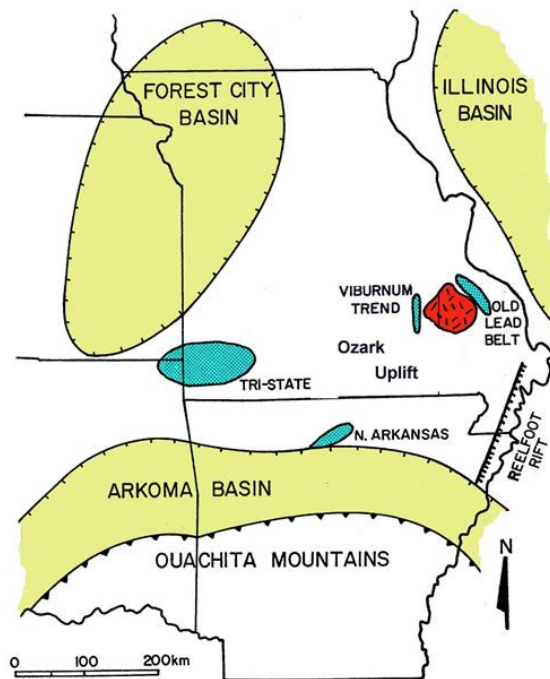 FOREST CITY
BASIN
ILLINOIS
BASIN
VIBURNUM
TREND
OLD
LEAD
BELT
Ozark
Uplift
TRI-STATE
N. ARKANSAS
REELFOOT
RIFT
ARKOMA BASIN
OUACHITA MOUNTAINS
N
0 100 200km